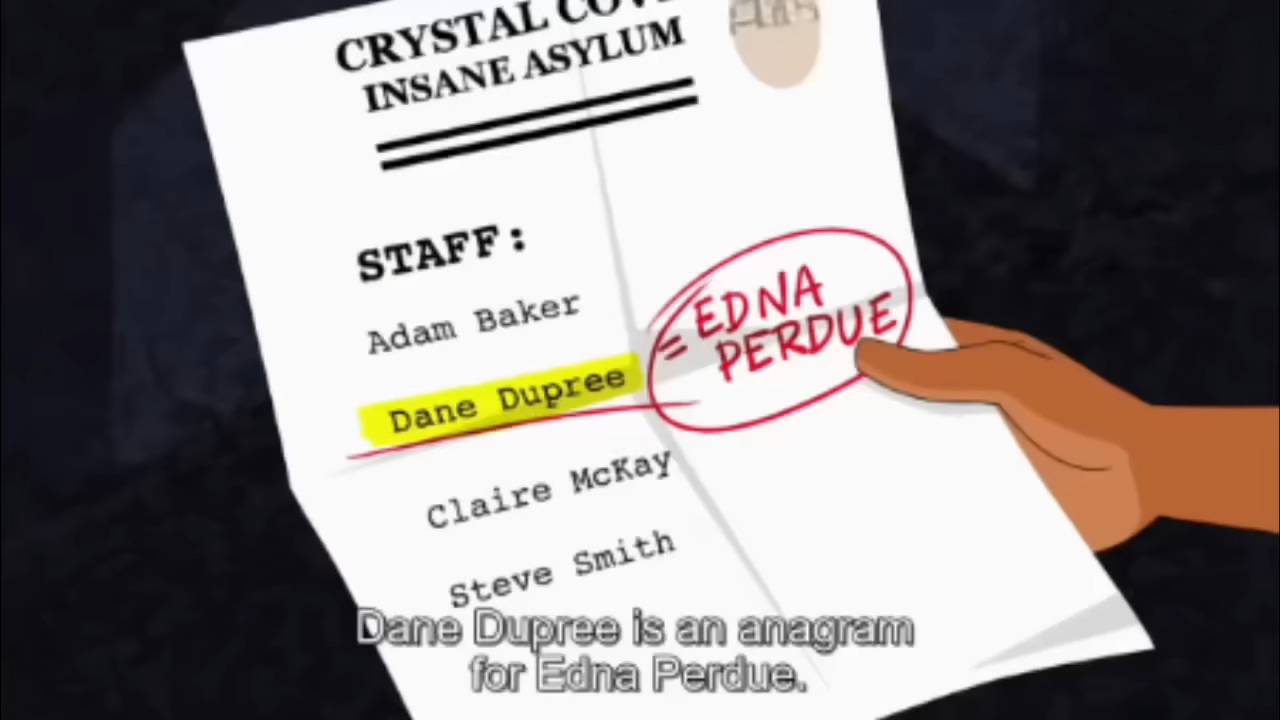 CRYSTAL COV
INSANE ASYLUM
STAFF:
Adam Baker
Dane Dupree
= EDNA
PERDUE
Claire McKay
Steve Smith
Dane Dupree is an anagram
for Edna Perdue.